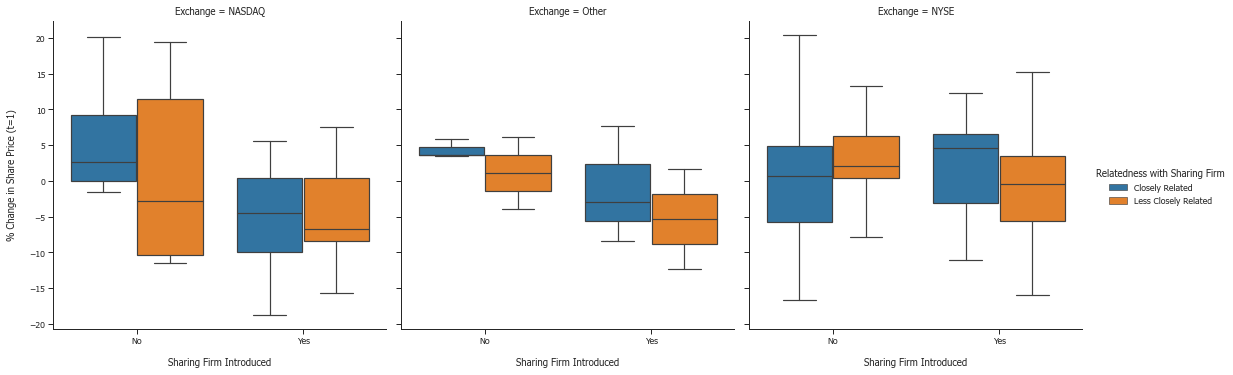 Exchange = NASDAQ
Exchange = Other
Exchange = NYSE
% Change in Share Price (t=1)
20
15
10
5
0
−5
−10
−15
−20
No
Yes
No
Yes
No
Yes
Sharing Firm Introduced
Sharing Firm Introduced
Sharing Firm Introduced
Relatedness with Sharing Firm
Closely Related
Less Closely Related